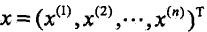 x = (x⁽¹⁾, x⁽²⁾, ⋯, x⁽ⁿ⁾)ᵀ